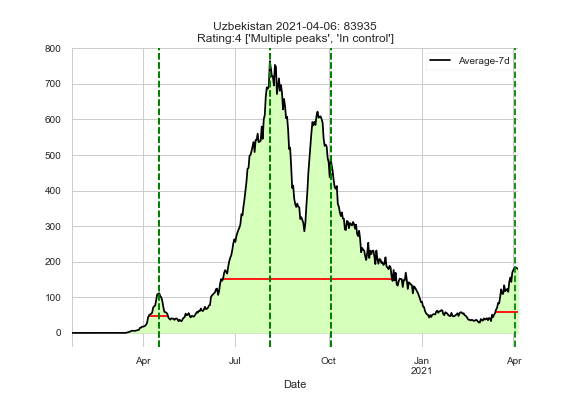 Uzbekistan 2021-04-06: 83935
Rating:4 ['Multiple peaks', 'In control']
Average-7d
800
700
600
500
400
300
200
100
0
Apr Jul Oct Jan Apr
2021
Date